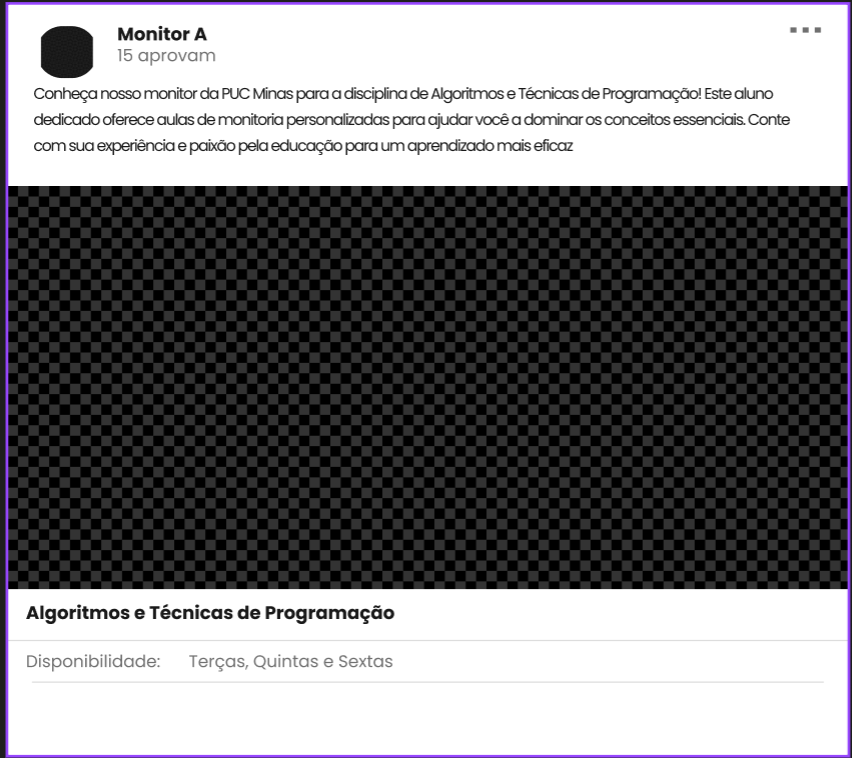 Monitor A
15 aprovam
Conheça nosso monitor da PUC Minas para a disciplina de Algoritmos e Técnicas de Programação! Este aluno
dedicado oferece aulas de monitoria personalizadas para ajudar você a dominar os conceitos essenciais. Conte
com sua experiência e paixão pela educação para um aprendizado mais eficaz
Algoritmos e Técnicas de Programação
Disponibilidade: Terças, Quintas e Sextas